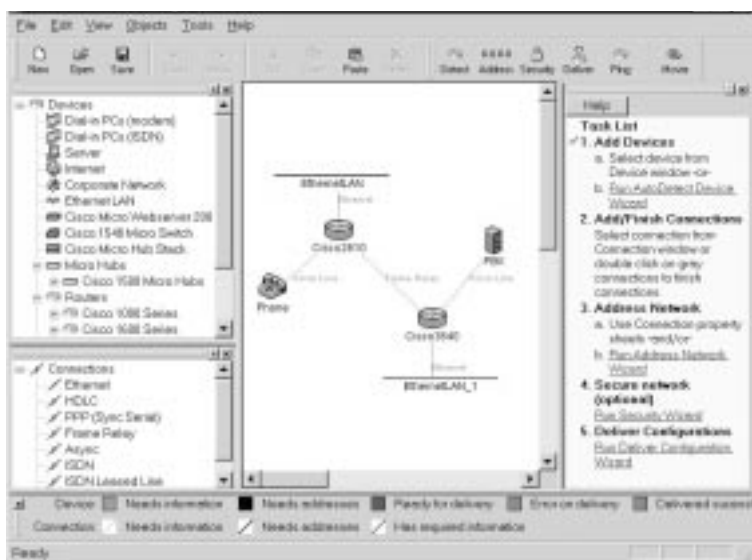 File Edit View Objects Tools Help
New Open Save Paste Detect Address Security Deliver Ping Move
Devices
Dial-in PCs (modem)
Dial-in PCs (ISDN)
Server
Internet
Corporate Network
Ethernet LAN
Cisco Micro Webserver 200
Cisco 1548 Micro Switch
Cisco Micro Hub Stack
Micro Hubs
Cisco 1500 Micro Hubs
Routers
Cisco 1000 Series
Cisco 1600 Series
Connections
Ethernet
HDLC
PPP (Sync Serial)
Frame Relay
Async
ISDN
ISDN Leased Line
EthernetLAN
Ethernet
Phone
Frame Relay
PBX
Cisco3640
Ethernet
EthernetLAN_1
Help
Task List
1. Add Devices
a. Select device from
Device window -or-
b. Run AutoDetect Device
Wizard
2. Add/Finish Connections
Select connection from
Connection window or
double click on grey
connections to finish
connections.
3. Address Network
a. Use Connection property
sheets -and/or-
b. Run Address Network
Wizard
4. Secure network
(optional)
Run Security Wizard
5. Deliver Configurations
Run Deliver Configuration
Wizard
Device: Needs information Needs addresses Ready for delivery Error on delivery Delivered success
Connection: Needs information Needs addresses Has required information
Ready